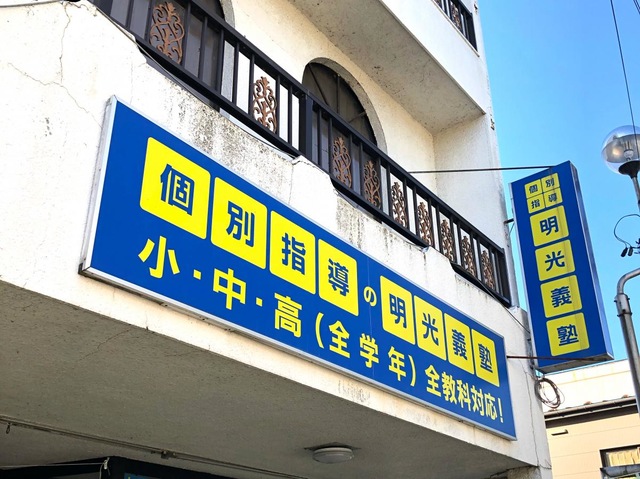 個別指導の明光義塾
小・中・高(全学年)全教科対応!
個別
指導
明光義塾